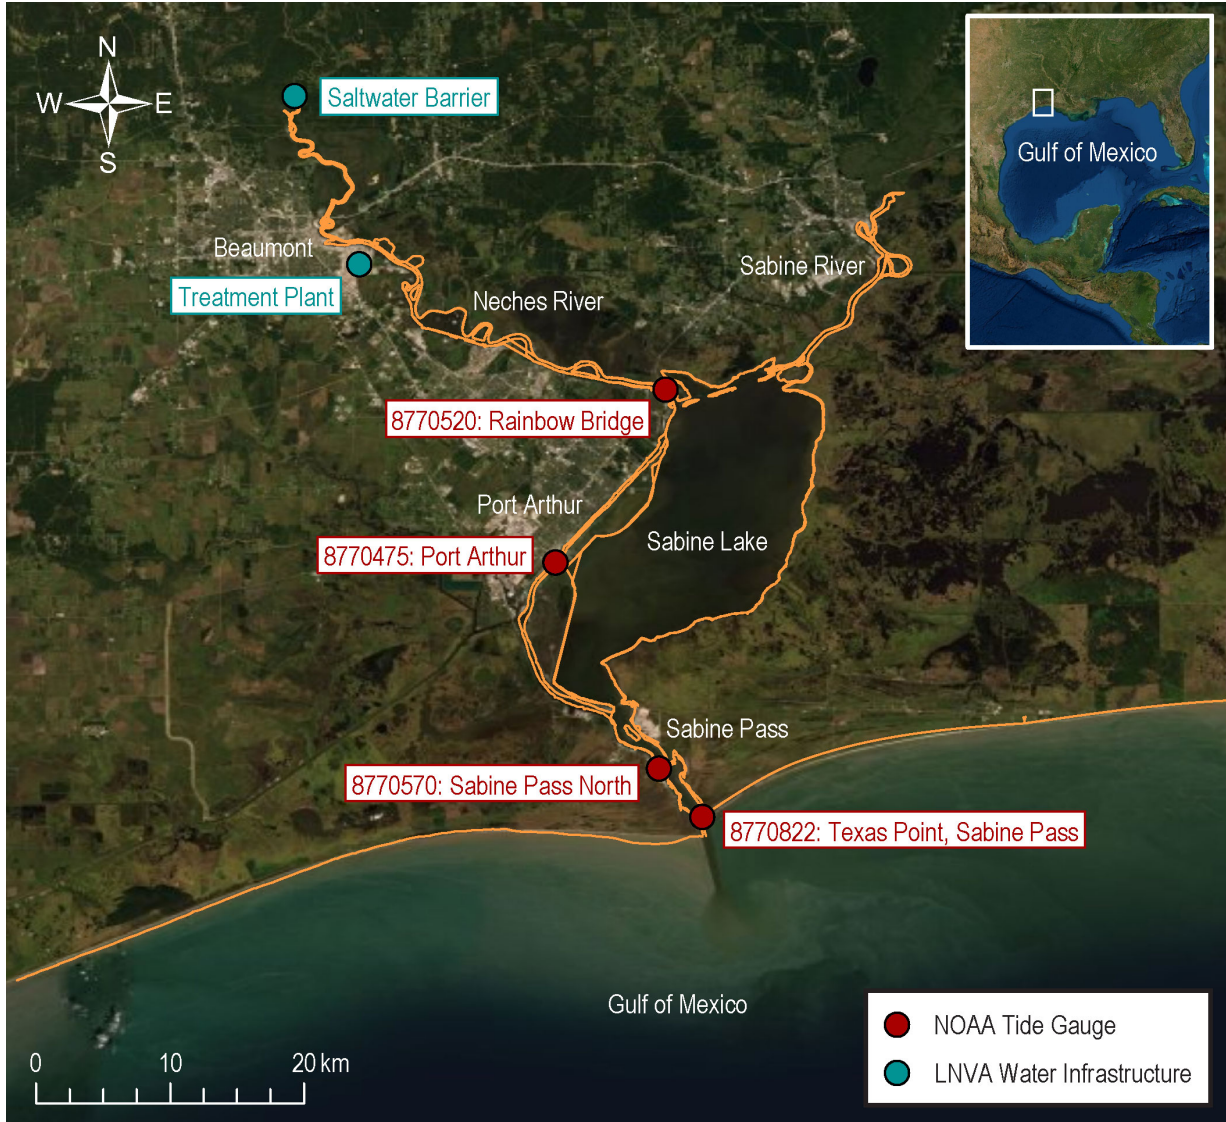 N
W E
S
Saltwater Barrier
Gulf of Mexico
Beaumont
Sabine River
Treatment Plant
Neches River
8770520: Rainbow Bridge
Port Arthur
Sabine Lake
8770475: Port Arthur
Sabine Pass
8770570: Sabine Pass North
8770822: Texas Point, Sabine Pass
Gulf of Mexico
NOAA Tide Gauge
0 10 20 km
LNVA Water Infrastructure